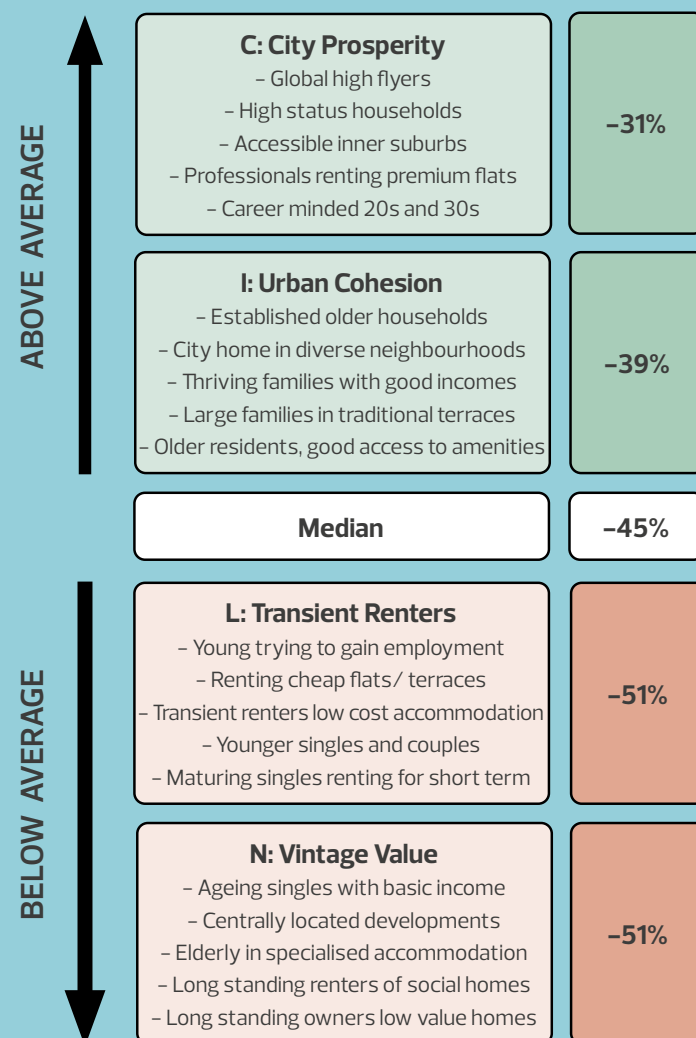 ABOVE AVERAGE
C: City Prosperity
– Global high flyers
– High status households
– Accessible inner suburbs
– Professionals renting premium flats
– Career minded 20s and 30s
–31%
I: Urban Cohesion
– Established older households
– City home in diverse neighbourhoods
– Thriving families with good incomes
– Large families in traditional terraces
– Older residents, good access to amenities
–39%
Median
–45%
BELOW AVERAGE
L: Transient Renters
– Young trying to gain employment
– Renting cheap flats/ terraces
– Transient renters low cost accommodation
– Younger singles and couples
– Maturing singles renting for short term
–51%
N: Vintage Value
– Ageing singles with basic income
– Centrally located developments
– Elderly in specialised accommodation
– Long standing renters of social homes
– Long standing owners low value homes
–51%